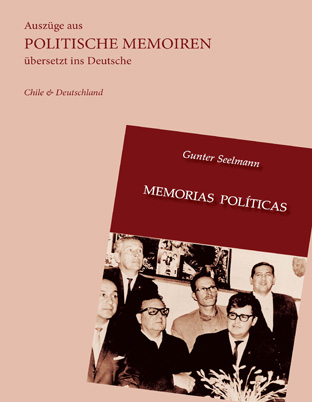 Auszüge aus
POLITISCHE MEMOIREN
übersetzt ins Deutsche
Chile & Deutschland
Gunter Seelmann
MEMORIAS POLÍTICAS